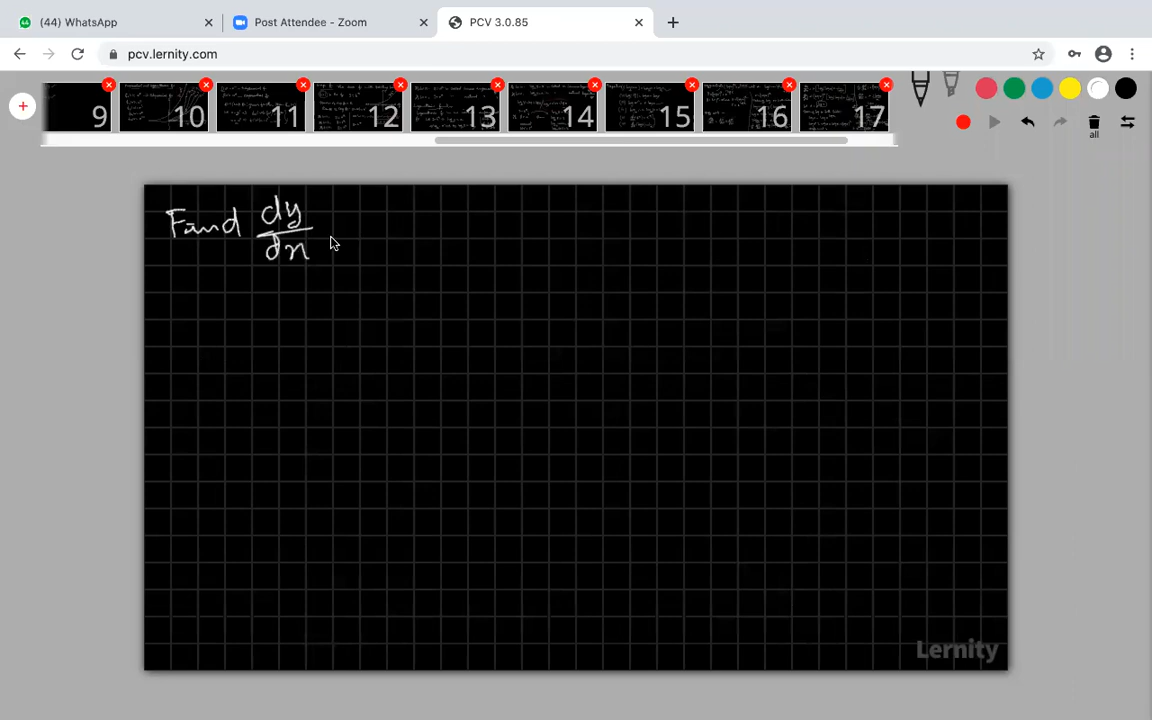 (44) WhatsApp
Post Attendee - Zoom
PCV 3.0.85
pcv.lernity.com
9 10 11 12 13 14 15 16 17
all
Find dy/dx
Lernity